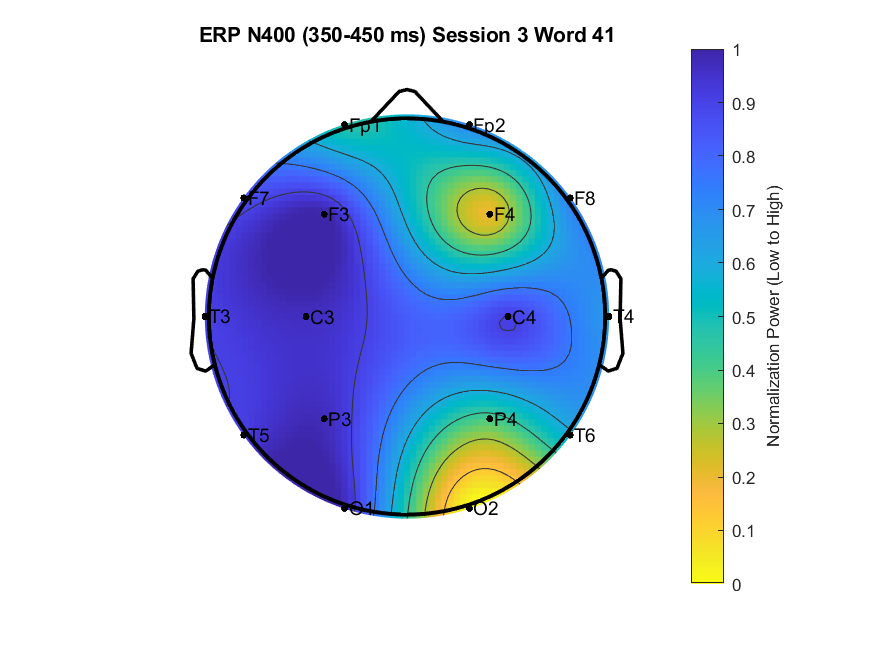 ERP N400 (350-450 ms) Session 3 Word 41
Fp1
Fp2
F7
F3
F4
F8
T3
C3
C4
T4
T5
P3
P4
T6
O1
O2
1
0.9
0.8
0.7
0.6
0.5
0.4
0.3
0.2
0.1
0
Normalization Power (Low to High)